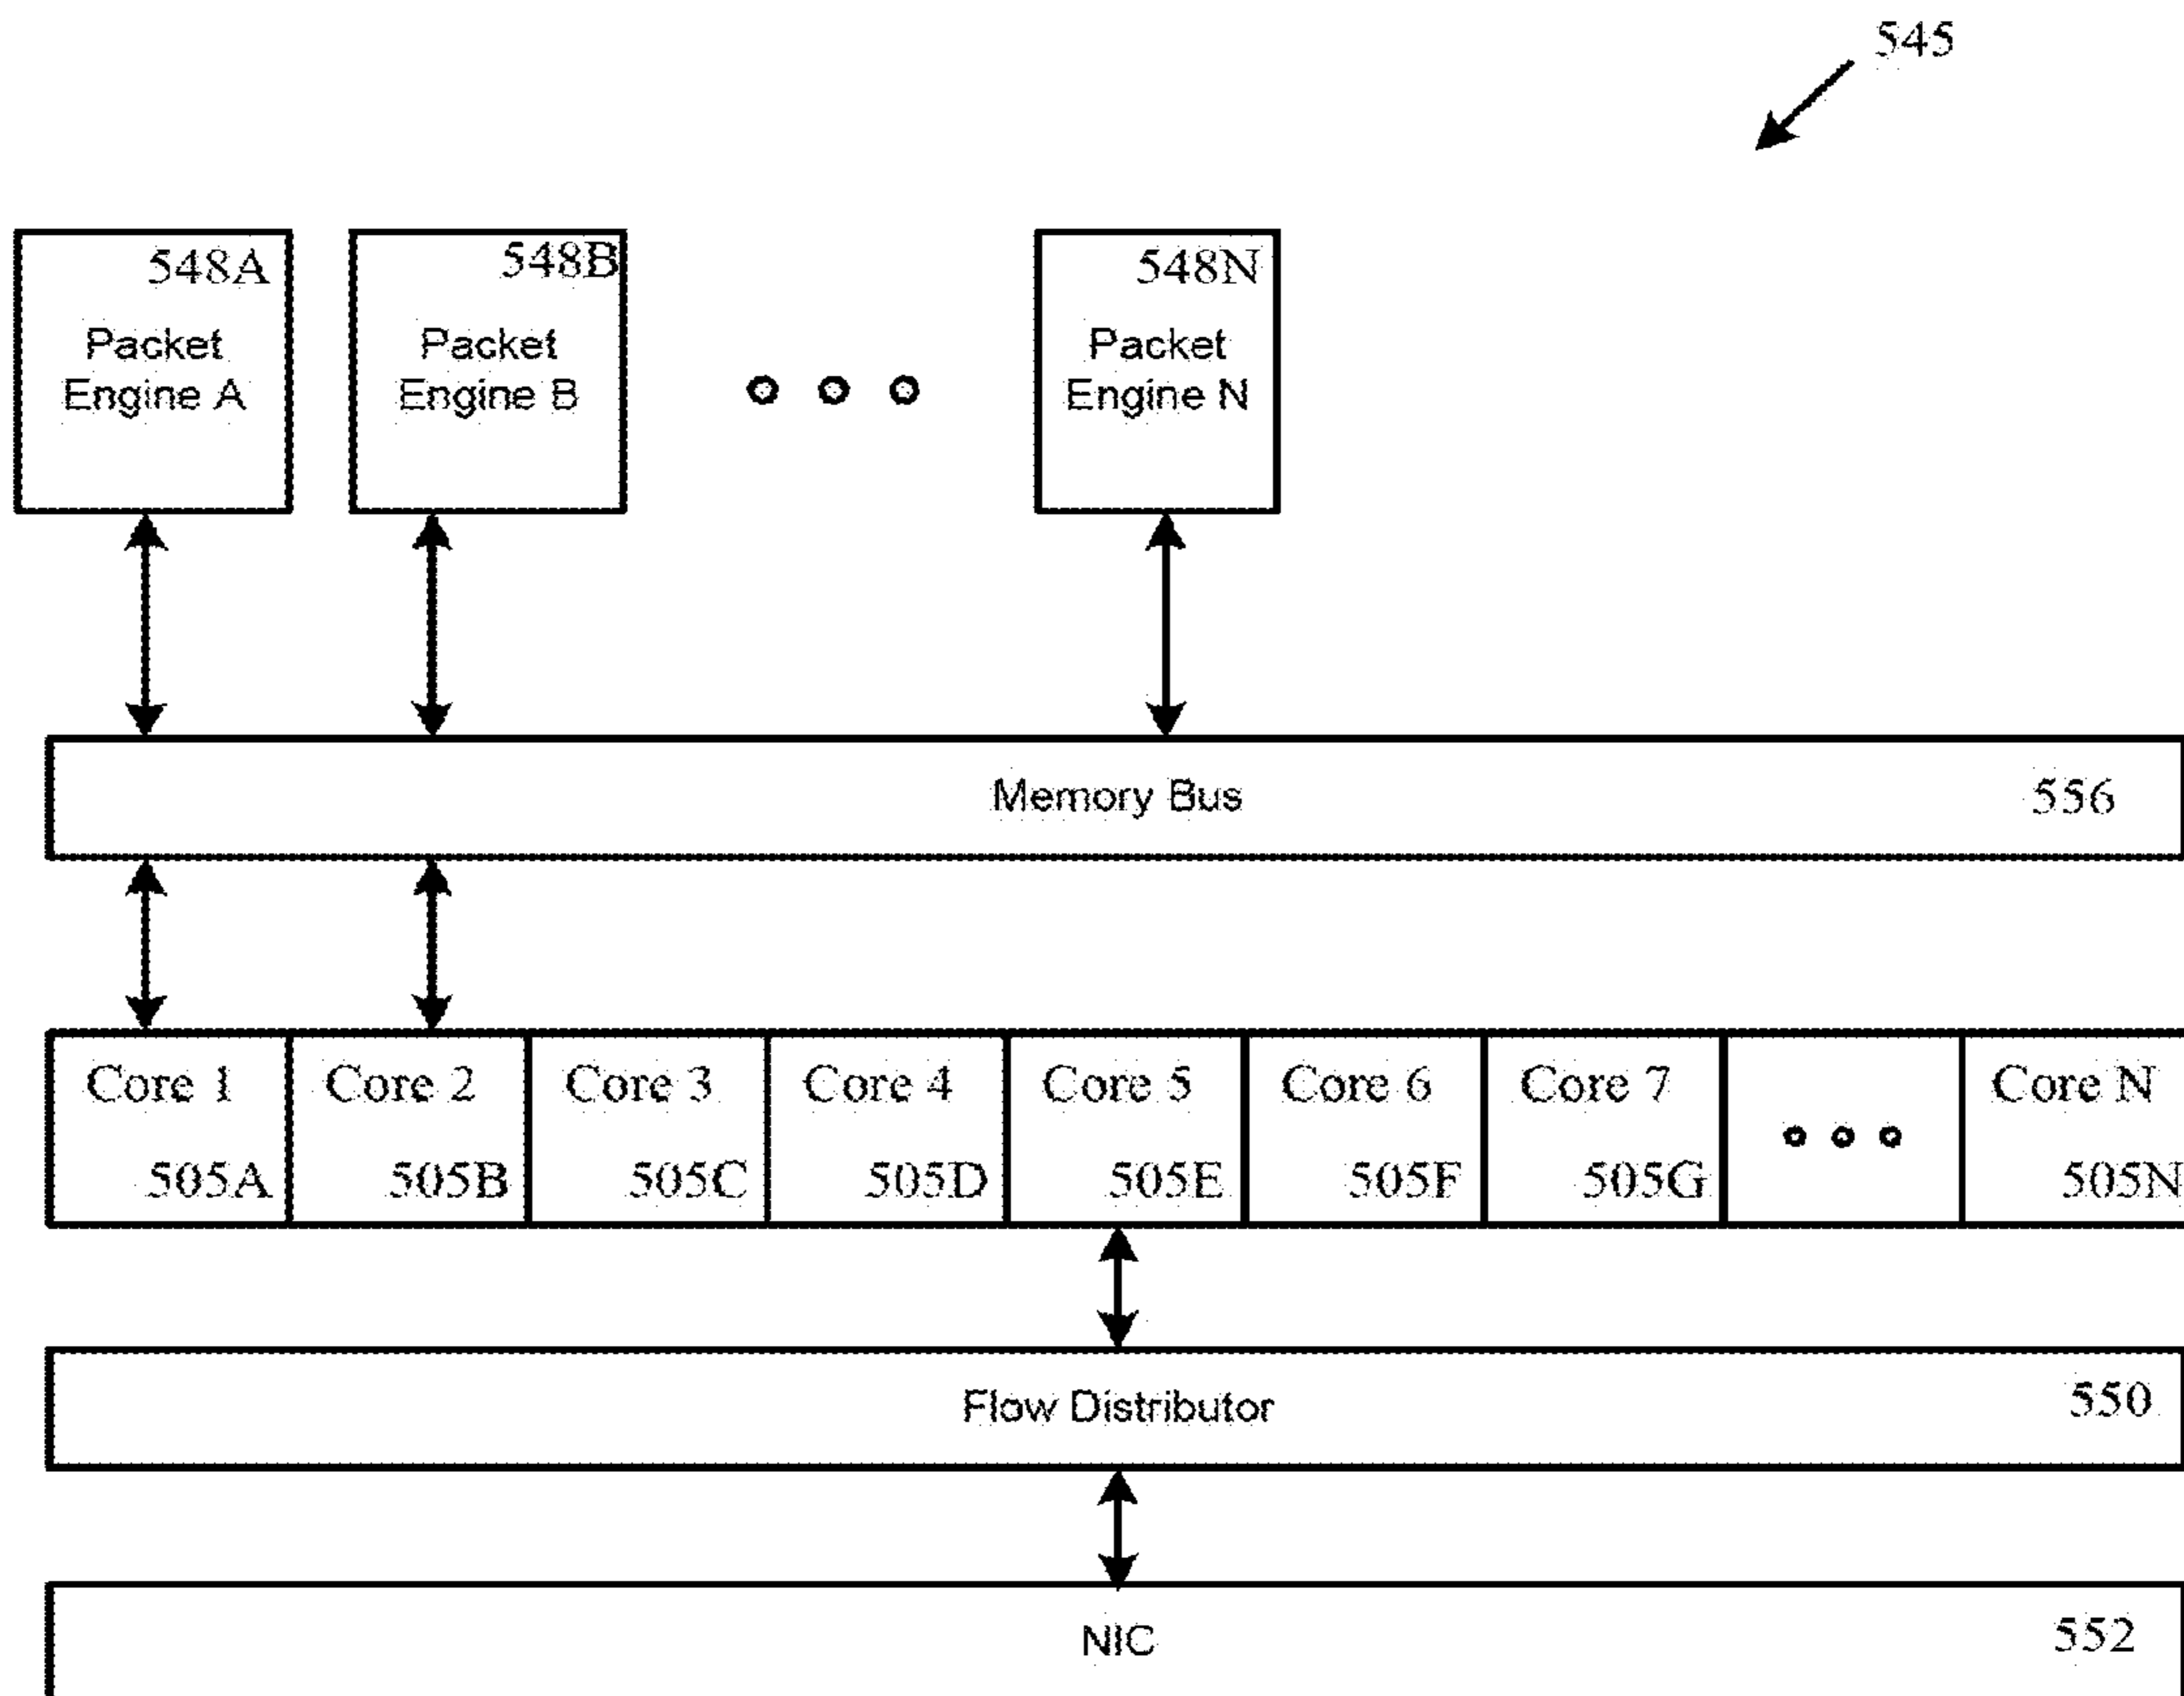 545
548A 548B 548N
Packet Packet Packet
Engine A Engine B Engine N
Memory Bus 556
Core 1 Core 2 Core 3 Core 4 Core 5 Core 6 Core 7 Core N
505A 505B 505C 505D 505E 505F 505G 505N
Flow Distributor 550
NIC 552